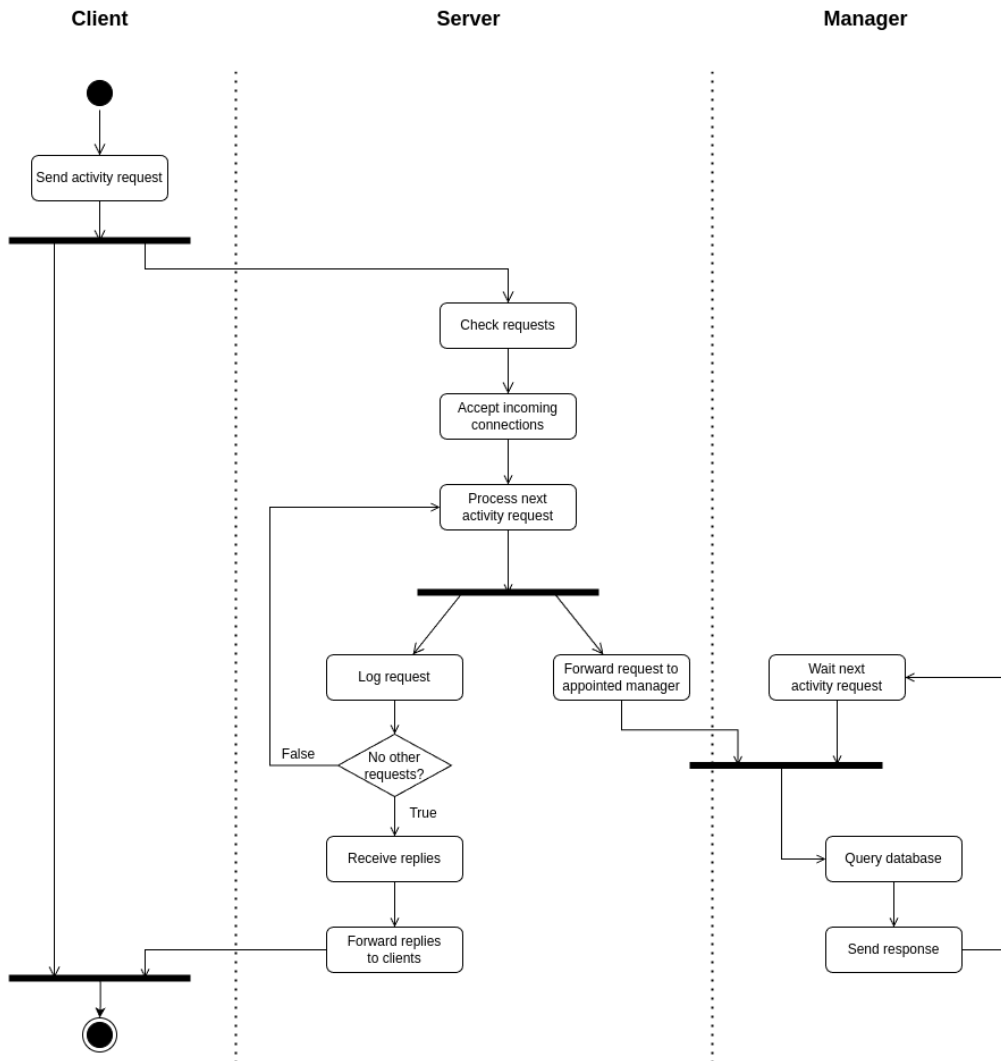 Client
Server
Manager
Send activity request
Check requests
Accept incoming
connections
Process next
activity request
Log request
Forward request to
appointed manager
Wait next
activity request
False
No other
requests?
True
Receive replies
Query database
Forward replies
to clients
Send response